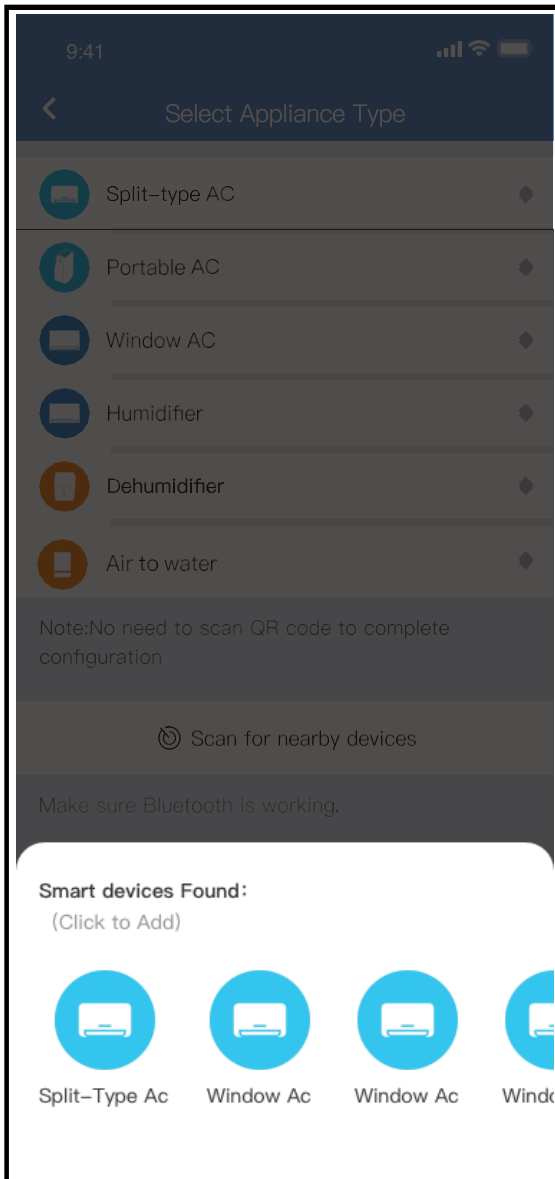 9:41
Select Appliance Type
Split-type AC
Portable AC
Window AC
Humidifier
Dehumidifier
Air to water
Note:No need to scan QR code to complete
configuration
Scan for nearby devices
Make sure Bluetooth is working.
Smart devices Found:
(Click to Add)
Split-Type Ac Window Ac Window Ac Windo